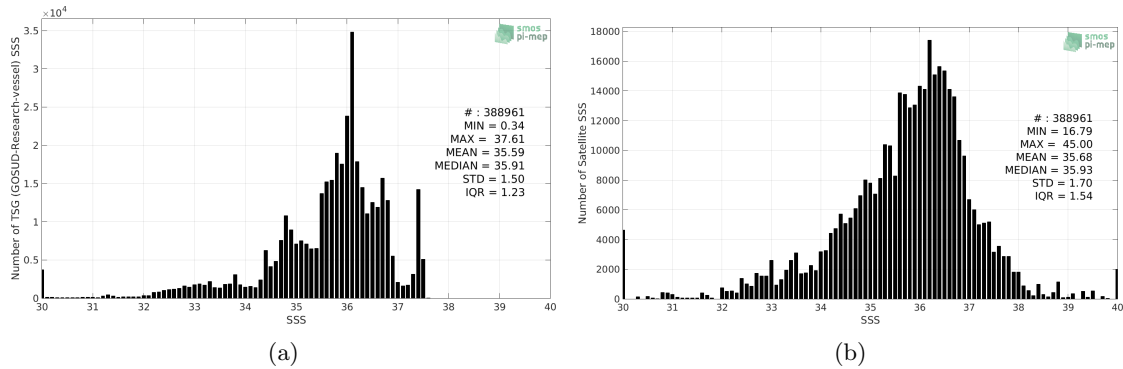 ×10⁴
3.5
3
2.5
2
1.5
1
0.5
0
Number of TSG (GOSUD-Research-vessel) SSS
smos
pi-mep
# : 388961
MIN = 0.34
MAX = 37.61
MEAN = 35.59
MEDIAN = 35.91
STD = 1.50
IQR = 1.23
30 31 32 33 34 35 36 37 38 39 40
SSS
(a)
18000
16000
14000
12000
10000
8000
6000
4000
2000
0
Number of Satellite SSS
smos
pi-mep
# : 388961
MIN = 16.79
MAX = 45.00
MEAN = 35.68
MEDIAN = 35.93
STD = 1.70
IQR = 1.54
30 31 32 33 34 35 36 37 38 39 40
SSS
(b)